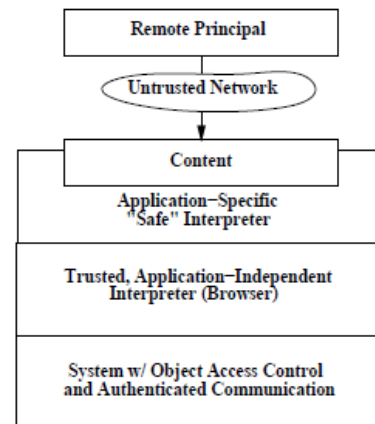 Remote Principal
Untrusted Network
Content
Application-Specific
"Safe" Interpreter
Trusted, Application-Independent
Interpreter (Browser)
System w/ Object Access Control
and Authenticated Communication